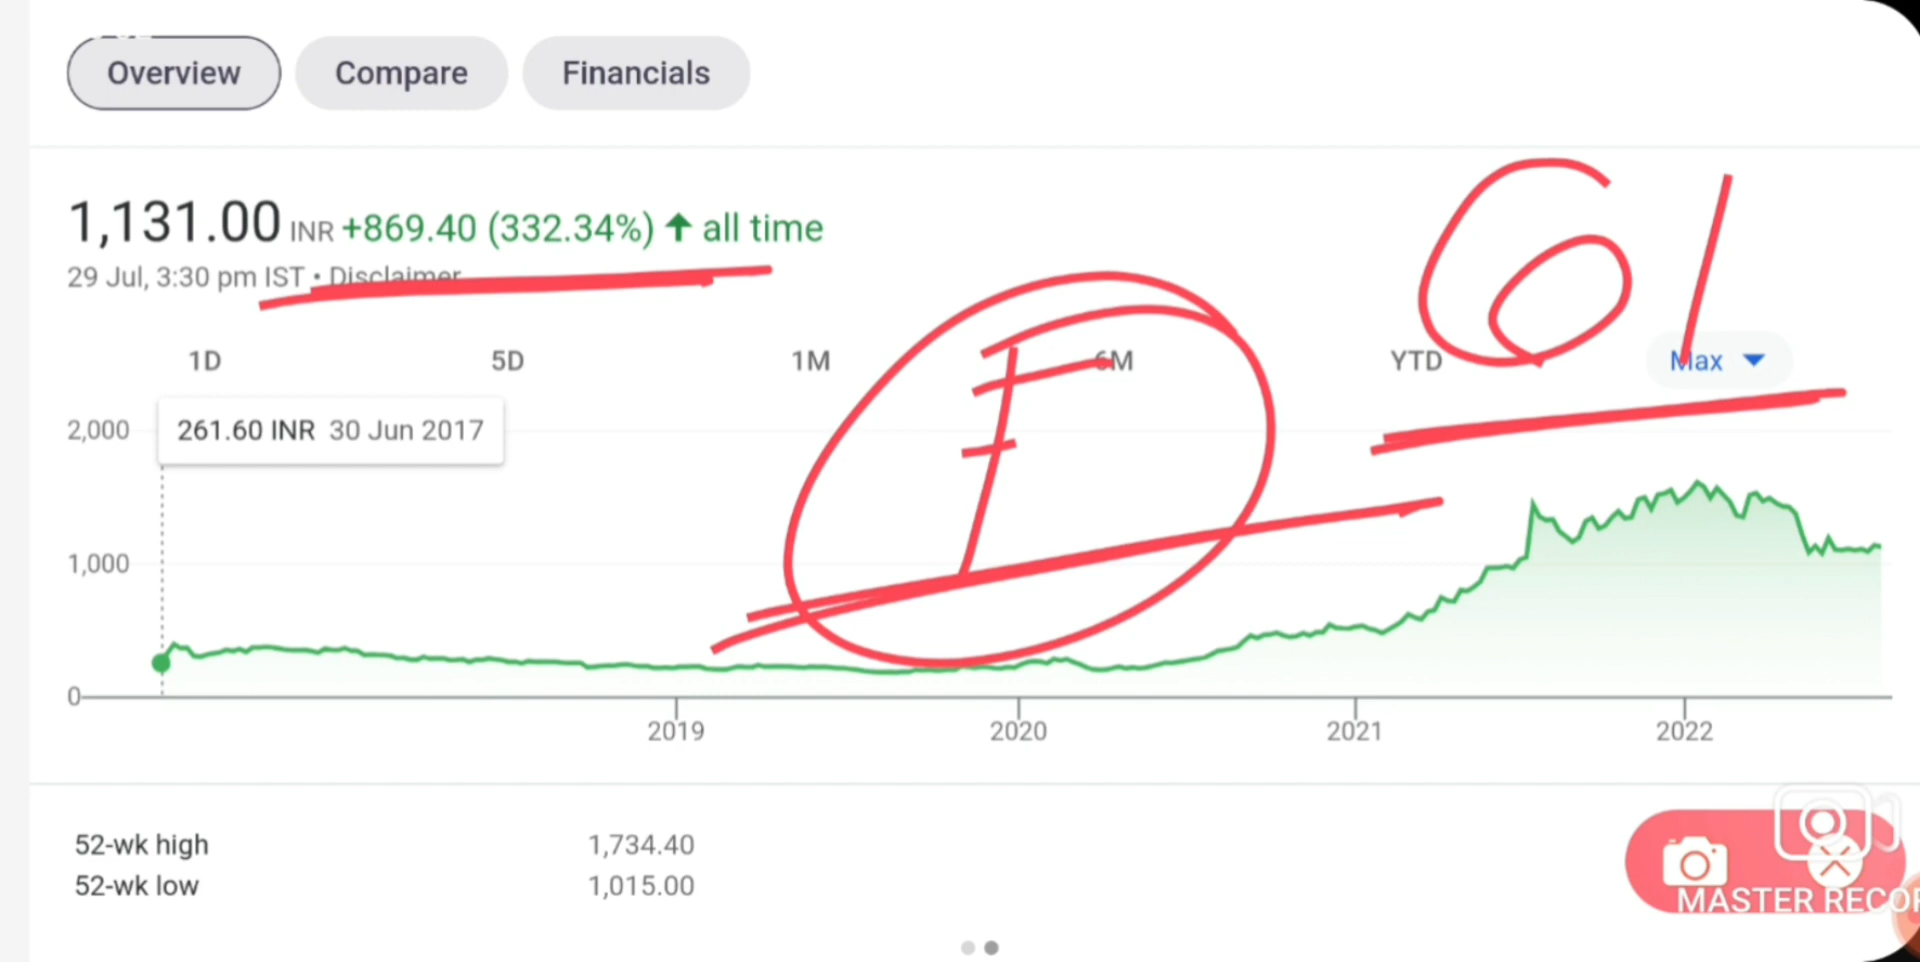 Overview Compare Financials
1,131.00 INR +869.40 (332.34%) ↑ all time
29 Jul, 3:30 pm IST • Disclaimer
61
1D 5D 1M 6M YTD Max
261.60 INR 30 Jun 2017
2,000
1,000
0
2019 2020 2021 2022
52-wk high 1,734.40
52-wk low 1,015.00
MASTER RECOR